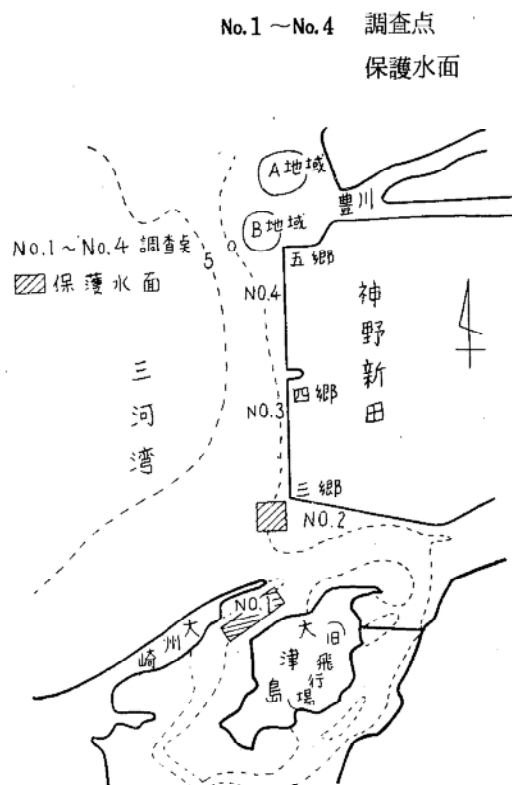 No.1～No.4 調査点
保護水面
A地域
B地域
豊川
NO.1～NO.4 調査点
保護水面
5
0
五郷
NO.4
神野新田
三河湾
四郷
NO.3
三郷
NO.2
NO.1
大州崎
大津島
旧飛行場